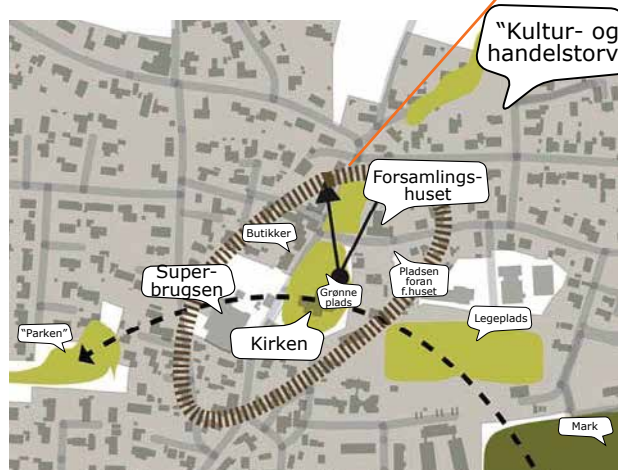 “Kultur- og
handelstorv
Forsamlings-
huset
Butikker
Super-
brugsen
Grønne
plads
Pladsen
foran
f.huset
"Parken"
Kirken
Legeplads
Mark